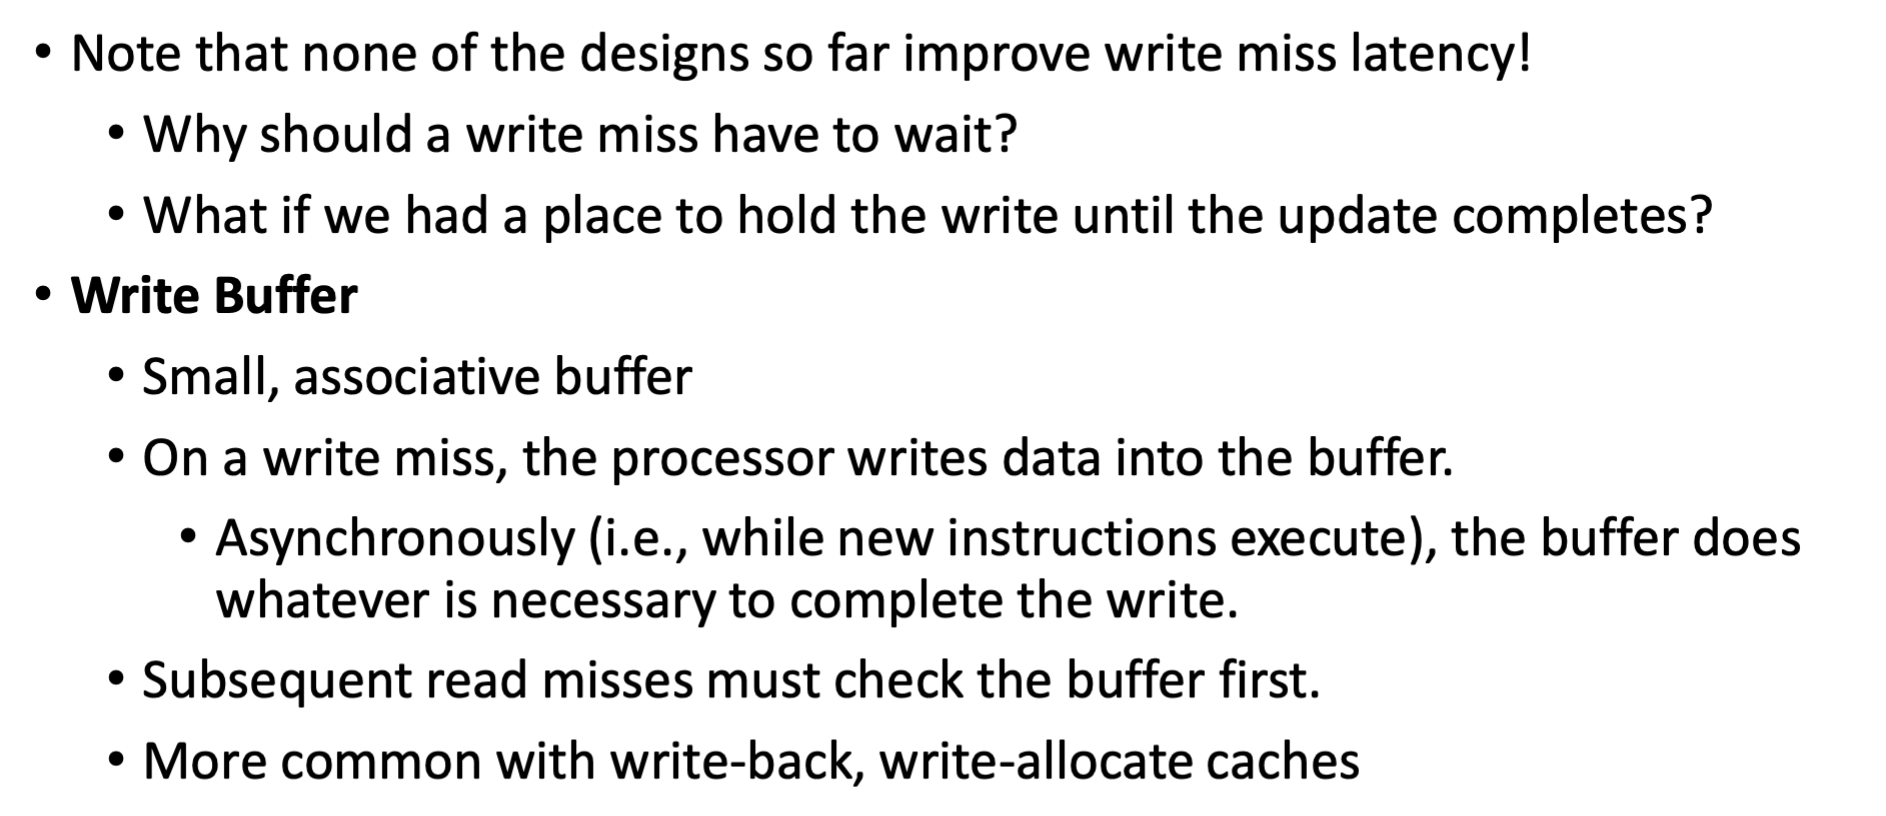 • Note that none of the designs so far improve write miss latency!
• Why should a write miss have to wait?
• What if we had a place to hold the write until the update completes?
• Write Buffer
• Small, associative buffer
• On a write miss, the processor writes data into the buffer.
• Asynchronously (i.e., while new instructions execute), the buffer does
whatever is necessary to complete the write.
• Subsequent read misses must check the buffer first.
• More common with write-back, write-allocate caches